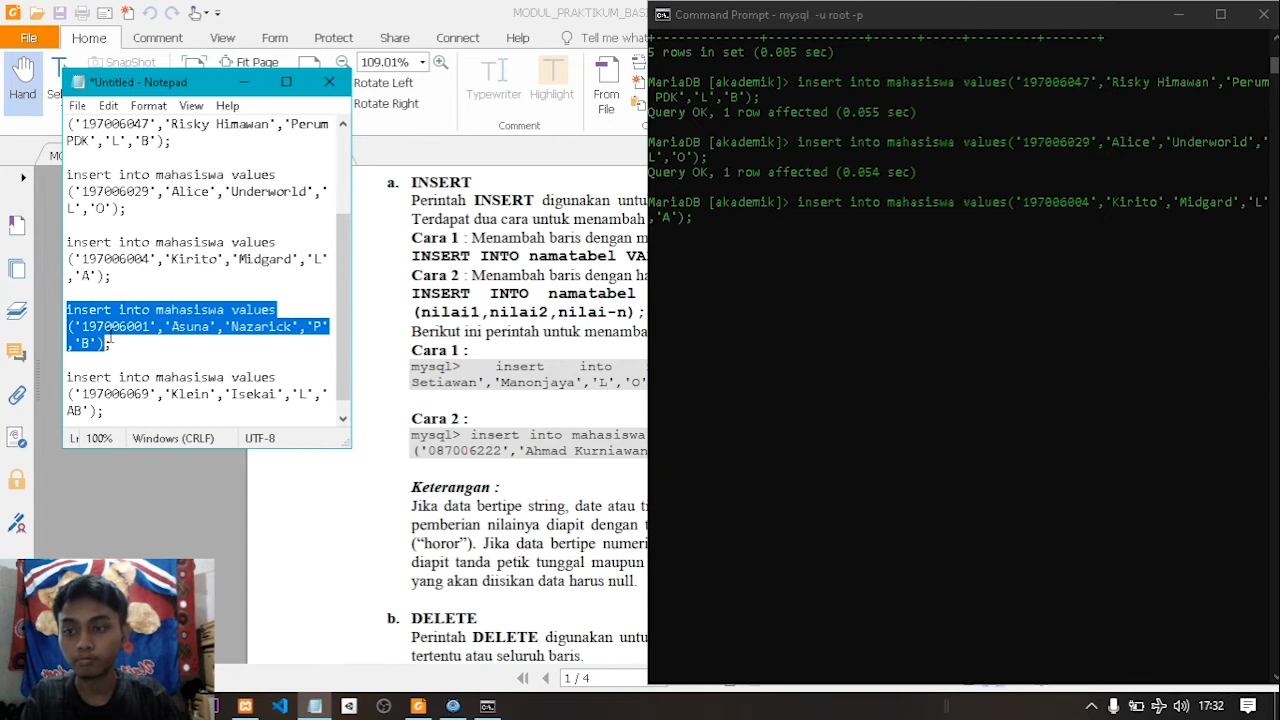 MODUL_PRAKTIKUM_BAS
File
Home
Comment
View
Form
Protect
Share
Connect
Help
Tell me
Hand
SnapShot
Fit Page
109.01%
Rotate Left
Rotate Right
Typewriter
Highlight
From
File
Comment
*Untitled - Notepad
File Edit Format View Help
('197006047','Risky Himawan','Perum
PDK','L','B');
insert into mahasiswa values
('197006029','Alice','Underworld','
L','O');
insert into mahasiswa values
('197006004','Kirito','Midgard','L'
,'A');
insert into mahasiswa values
('197006001','Asuna','Nazarick','P'
,'B');
insert into mahasiswa values
('197006069','Klein','Isekai','L','
AB');
100%
Windows (CRLF)
UTF-8
a. INSERT
Perintah INSERT digunakan untu
Terdapat dua cara untuk menambah
Cara 1 : Menambah baris dengan m
INSERT INTO namatabel VA
Cara 2 : Menambah baris dengan ha
INSERT INTO namatabel
(nilai1,nilai2,nilai-n);
Berikut ini perintah untuk menamba
Cara 1 :
mysql> insert into
Setiawan','Manonjaya','L','O'
Cara 2 :
mysql> insert into mahasiswa
('087006222','Ahmad Kurniawan
Keterangan :
Jika data bertipe string, date atau ti
pemberian nilainya diapit dengan t
("horor"). Jika data bertipe numeri
diapit tanda petik tunggal maupun
yang akan diisikan data harus null.
b. DELETE
Perintah DELETE digunakan untu
tertentu atau seluruh baris.
1 / 4
Command Prompt - mysql -u root -p
+--------------+--------------+------+-----+---------+-------+
5 rows in set (0.005 sec)
MariaDB [akademik]> insert into mahasiswa values('197006047','Risky Himawan','Perum
PDK','L','B');
Query OK, 1 row affected (0.055 sec)
MariaDB [akademik]> insert into mahasiswa values('197006029','Alice','Underworld','
L','O');
Query OK, 1 row affected (0.054 sec)
MariaDB [akademik]> insert into mahasiswa values('197006004','Kirito','Midgard','L'
,'A');
17:32